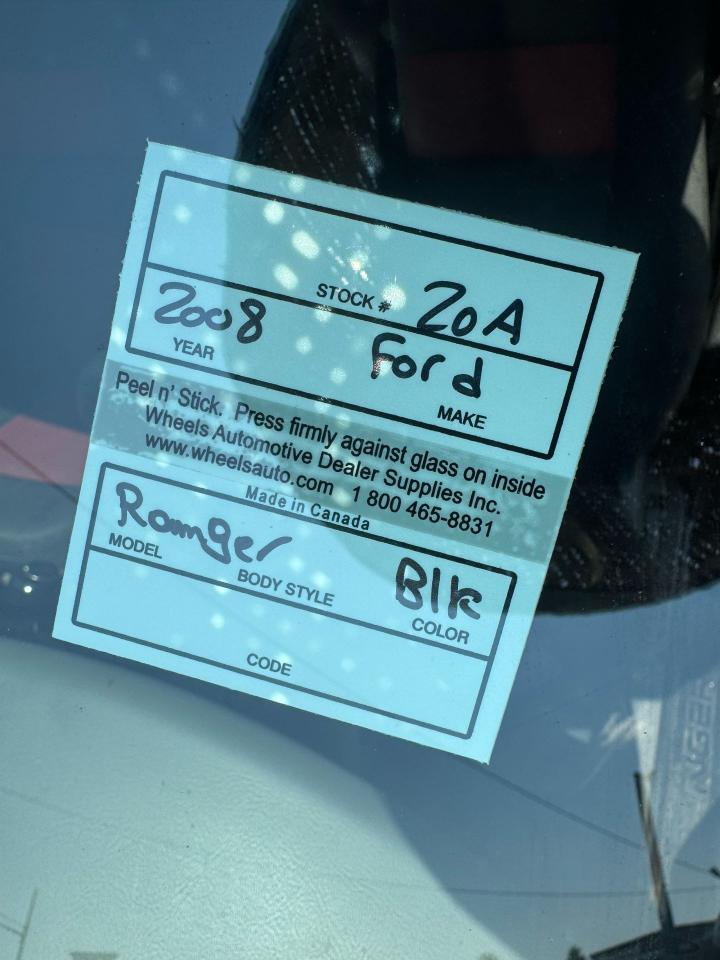 STOCK # 20A
2008 Ford
YEAR MAKE
Peel n' Stick. Press firmly against glass on inside
Wheels Automotive Dealer Supplies Inc.
www.wheelsauto.com 1 800 465-8831
Made in Canada
Ranger Blk
MODEL BODY STYLE COLOR
CODE